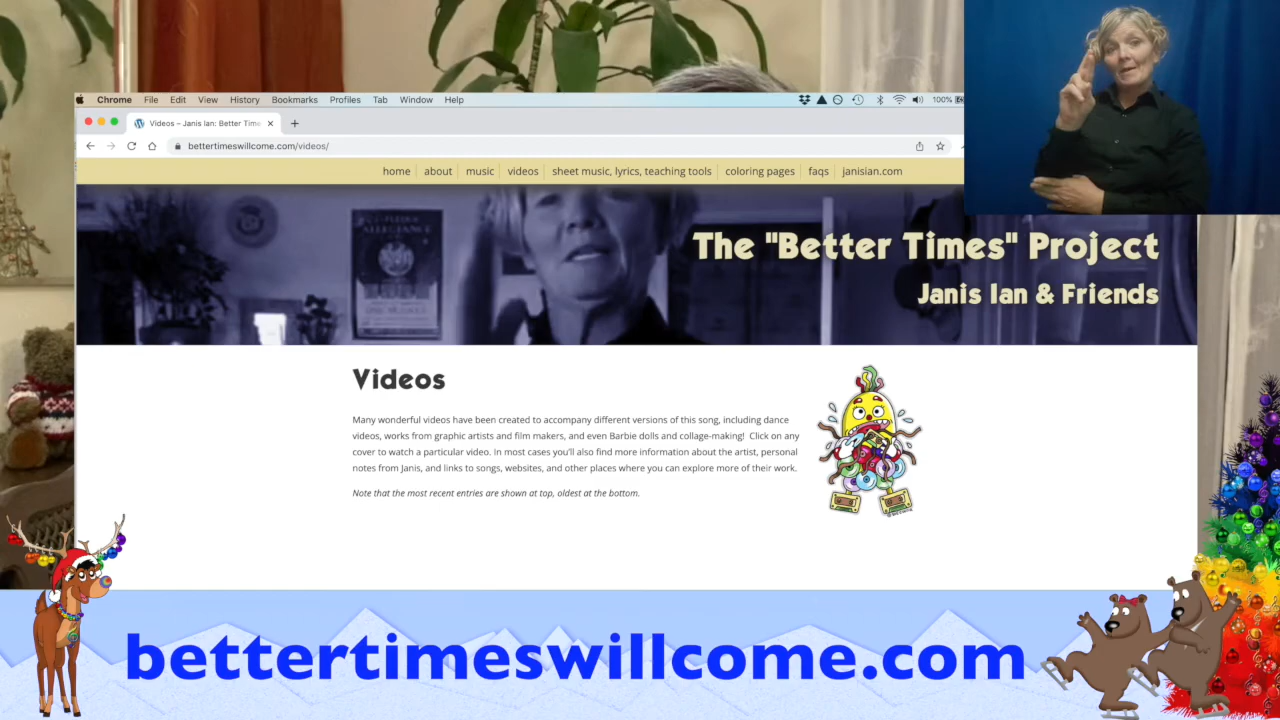 Chrome File Edit View History Bookmarks Profiles Tab Window Help 100%
Videos – Janis Ian: Better Time
bettertimeswillcome.com/videos/
home about music videos sheet music, lyrics, teaching tools coloring pages faqs janisian.com
The "Better Times" Project
Janis Ian & Friends
Videos
Many wonderful videos have been created to accompany different versions of this song, including dance
videos, works from graphic artists and film makers, and even Barbie dolls and collage-making! Click on any
cover to watch a particular video. In most cases you'll also find more information about the artist, personal
notes from Janis, and links to songs, websites, and other places where you can explore more of their work.
Note that the most recent entries are shown at top, oldest at the bottom.
bettertimeswillcome.com